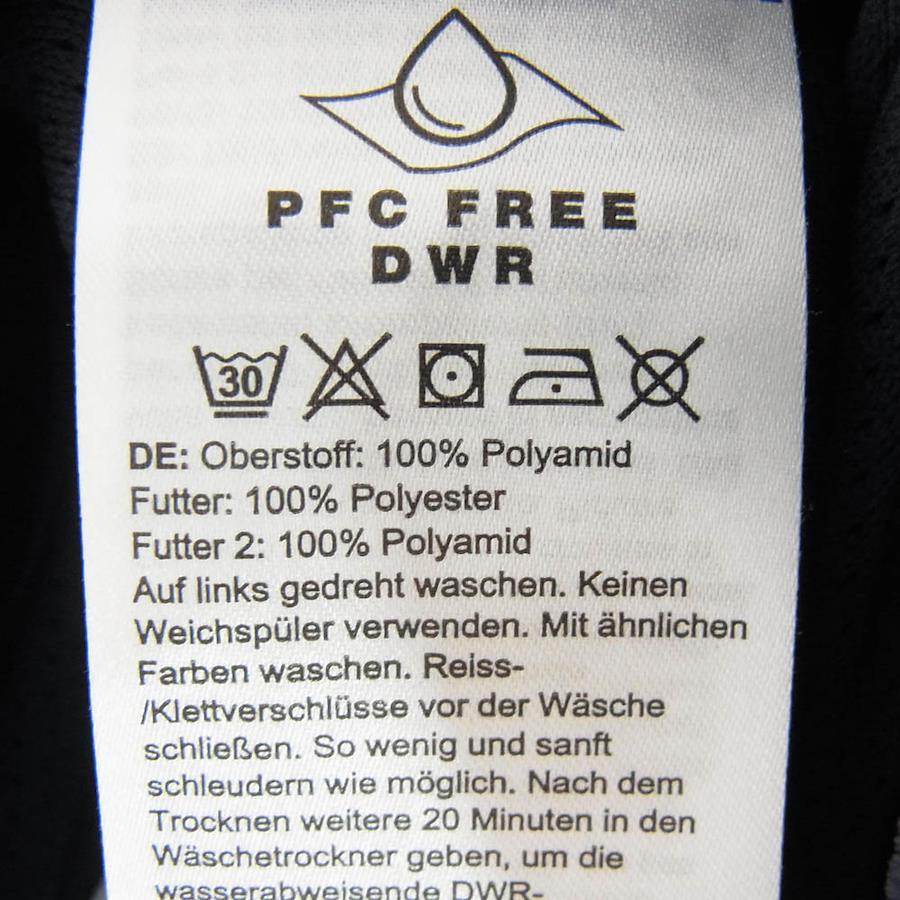 PFC FREE
DWR
30
DE: Oberstoff: 100% Polyamid
Futter: 100% Polyester
Futter 2: 100% Polyamid
Auf links gedreht waschen. Keinen
Weichspüler verwenden. Mit ähnlichen
Farben waschen. Reiss-
/Klettverschlüsse vor der Wäsche
schließen. So wenig und sanft
schleudern wie möglich. Nach dem
Trocknen weitere 20 Minuten in den
Wäschetrockner geben, um die
wasserabweisende DWR-